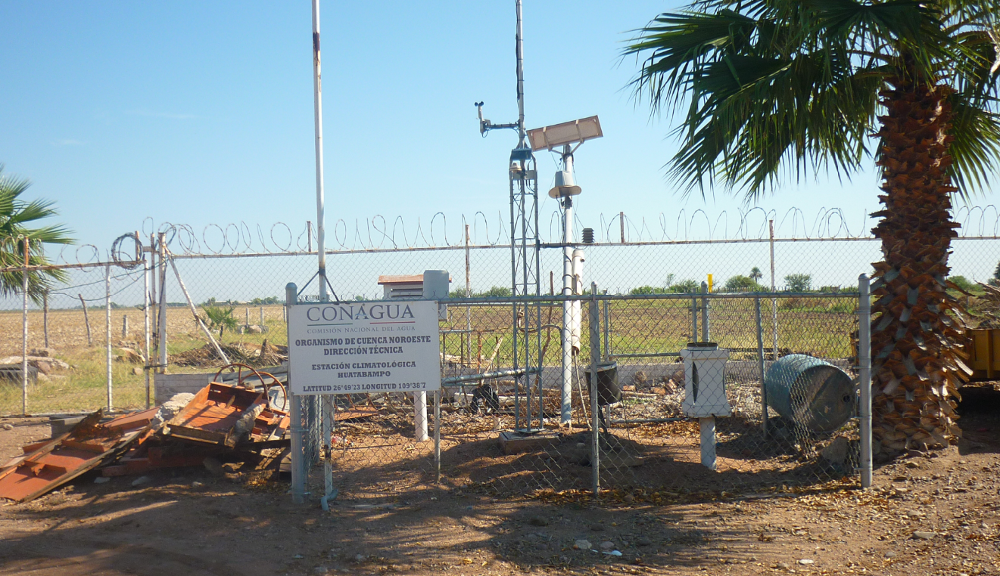 CONAGUA
COMISIÓN NACIONAL DEL AGUA
ORGANISMO DE CUENCA NOROESTE
DIRECCIÓN TÉCNICA
ESTACIÓN CLIMATOLÓGICA
HUATABAMPO
LATITUD 26°49'23 LONGITUD 109°38'7